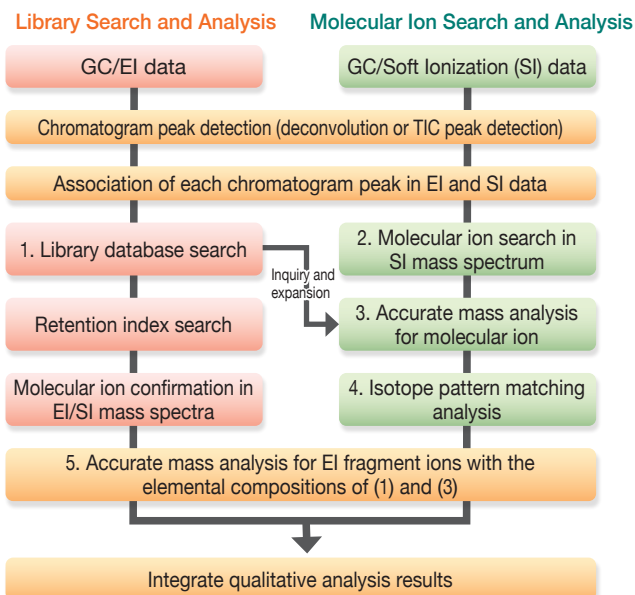 Library Search and Analysis
Molecular Ion Search and Analysis
GC/EI data
GC/Soft Ionization (SI) data
Chromatogram peak detection (deconvolution or TIC peak detection)
Association of each chromatogram peak in EI and SI data
1. Library database search
2. Molecular ion search in
SI mass spectrum
Inquiry and
expansion
Retention index search
3. Accurate mass analysis
for molecular ion
Molecular ion confirmation in
EI/SI mass spectra
4. Isotope pattern matching
analysis
5. Accurate mass analysis for EI fragment ions with the
elemental compositions of (1) and (3)
Integrate qualitative analysis results